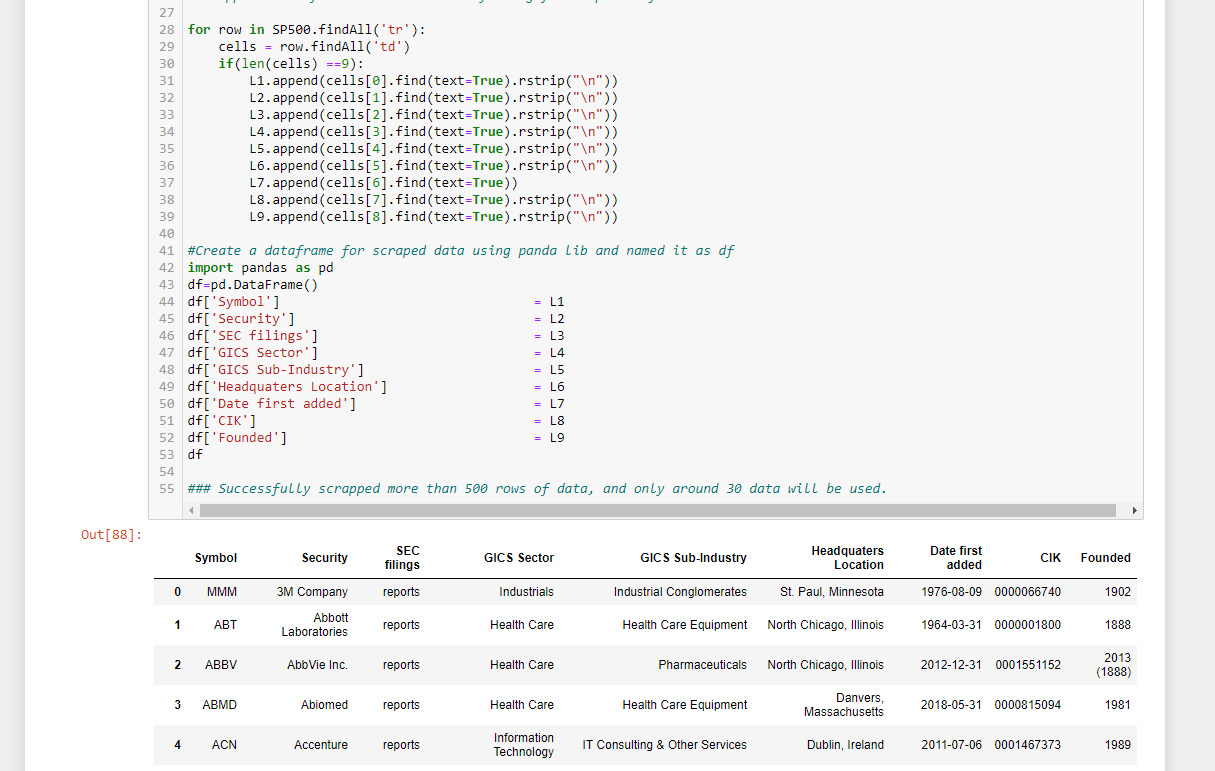 27
28 for row in SP500.findAll('tr'):
29     cells = row.findAll('td')
30     if(len(cells) ==9):
31         L1.append(cells[0].find(text=True).rstrip("\n"))
32         L2.append(cells[1].find(text=True).rstrip("\n"))
33         L3.append(cells[2].find(text=True).rstrip("\n"))
34         L4.append(cells[3].find(text=True).rstrip("\n"))
35         L5.append(cells[4].find(text=True).rstrip("\n"))
36         L6.append(cells[5].find(text=True).rstrip("\n"))
37         L7.append(cells[6].find(text=True))
38         L8.append(cells[7].find(text=True).rstrip("\n"))
39         L9.append(cells[8].find(text=True).rstrip("\n"))
40
41 #Create a dataframe for scraped data using panda lib and named it as df
42 import pandas as pd
43 df=pd.DataFrame()
44 df['Symbol'] = L1
45 df['Security'] = L2
46 df['SEC filings'] = L3
47 df['GICS Sector'] = L4
48 df['GICS Sub-Industry'] = L5
49 df['Headquaters Location'] = L6
50 df['Date first added'] = L7
51 df['CIK'] = L8
52 df['Founded'] = L9
53 df
54
55 ### Successfully scrapped more than 500 rows of data, and only around 30 data will be used.
Out[88]:
Symbol Security SEC filings GICS Sector GICS Sub-Industry Headquaters Location Date first added CIK Founded
0 MMM 3M Company reports Industrials Industrial Conglomerates St. Paul, Minnesota 1976-08-09 0000066740 1902
1 ABT Abbott Laboratories reports Health Care Health Care Equipment North Chicago, Illinois 1964-03-31 0000001800 1888
2 ABBV AbbVie Inc. reports Health Care Pharmaceuticals North Chicago, Illinois 2012-12-31 0001551152 2013 (1888)
3 ABMD Abiomed reports Health Care Health Care Equipment Danvers, Massachusetts 2018-05-31 0000815094 1981
4 ACN Accenture reports Information Technology IT Consulting & Other Services Dublin, Ireland 2011-07-06 0001467373 1989